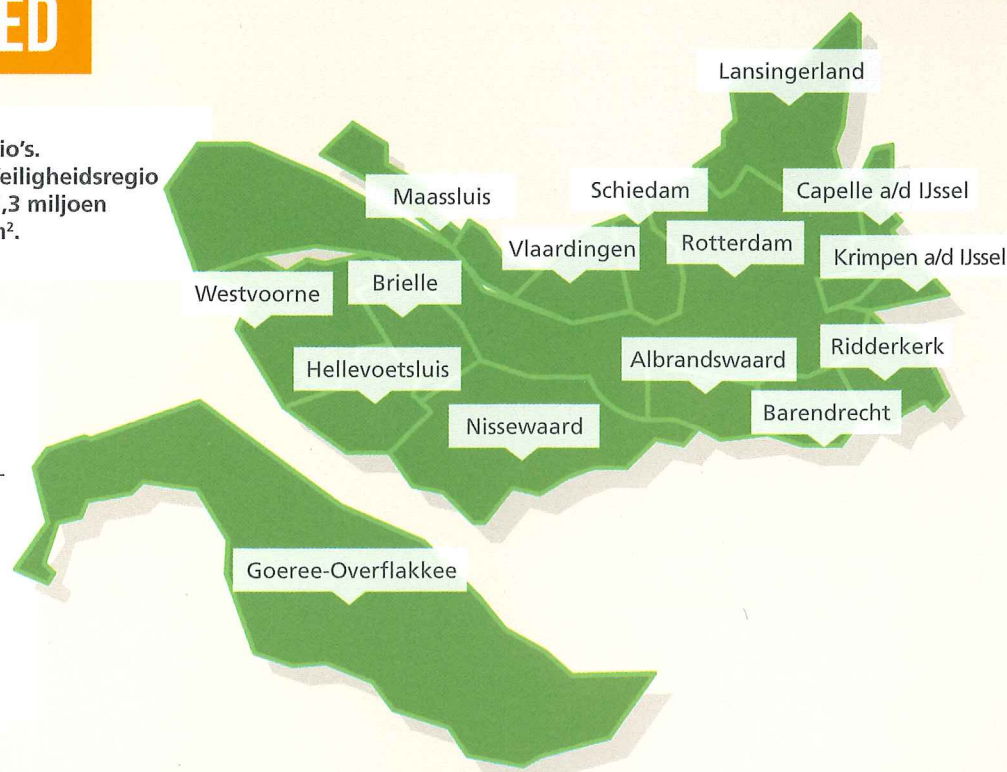 ED
io's.
eiligheidsregio
,3 miljoen
m².
Lansingerland
Maassluis
Schiedam
Capelle a/d IJssel
Vlaardingen
Rotterdam
Krimpen a/d IJssel
Westvoorne
Brielle
Hellevoetsluis
Albrandswaard
Ridderkerk
Nissewaard
Barendrecht
-
Goeree-Overflakkee